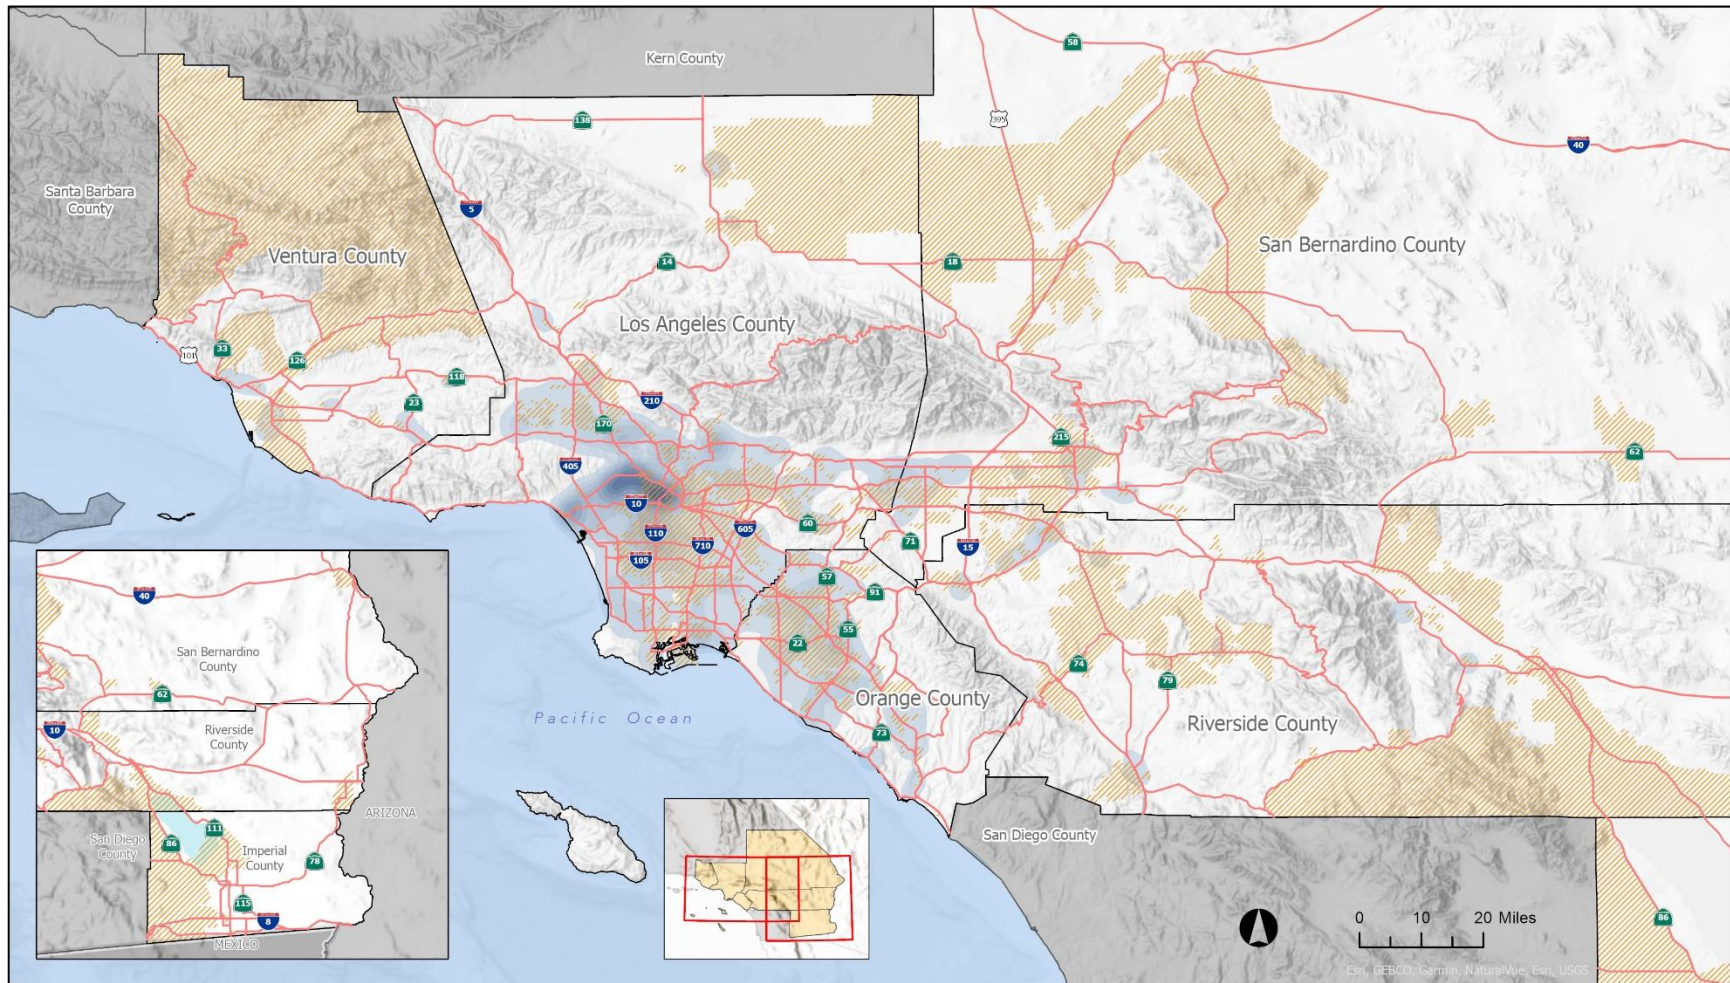 Kern County
58
138
395
40
Santa Barbara
County
5
Ventura County
14
18
San Bernardino County
Los Angeles County
33
101
126
118
23
210
170
215
62
405
10
60
605
110
710
71
15
105
57
91
22
55
74
79
Orange County
Riverside County
73
Pacific Ocean
San Diego County
86
40
San Bernardino
County
62
Riverside
County
10
ARIZONA
San Diego
County
111
86
Imperial
County
78
115
8
MEXICO
0 10 20 Miles
Esri, GEBCO, Garmin, NaturalVue, Esri, USGS